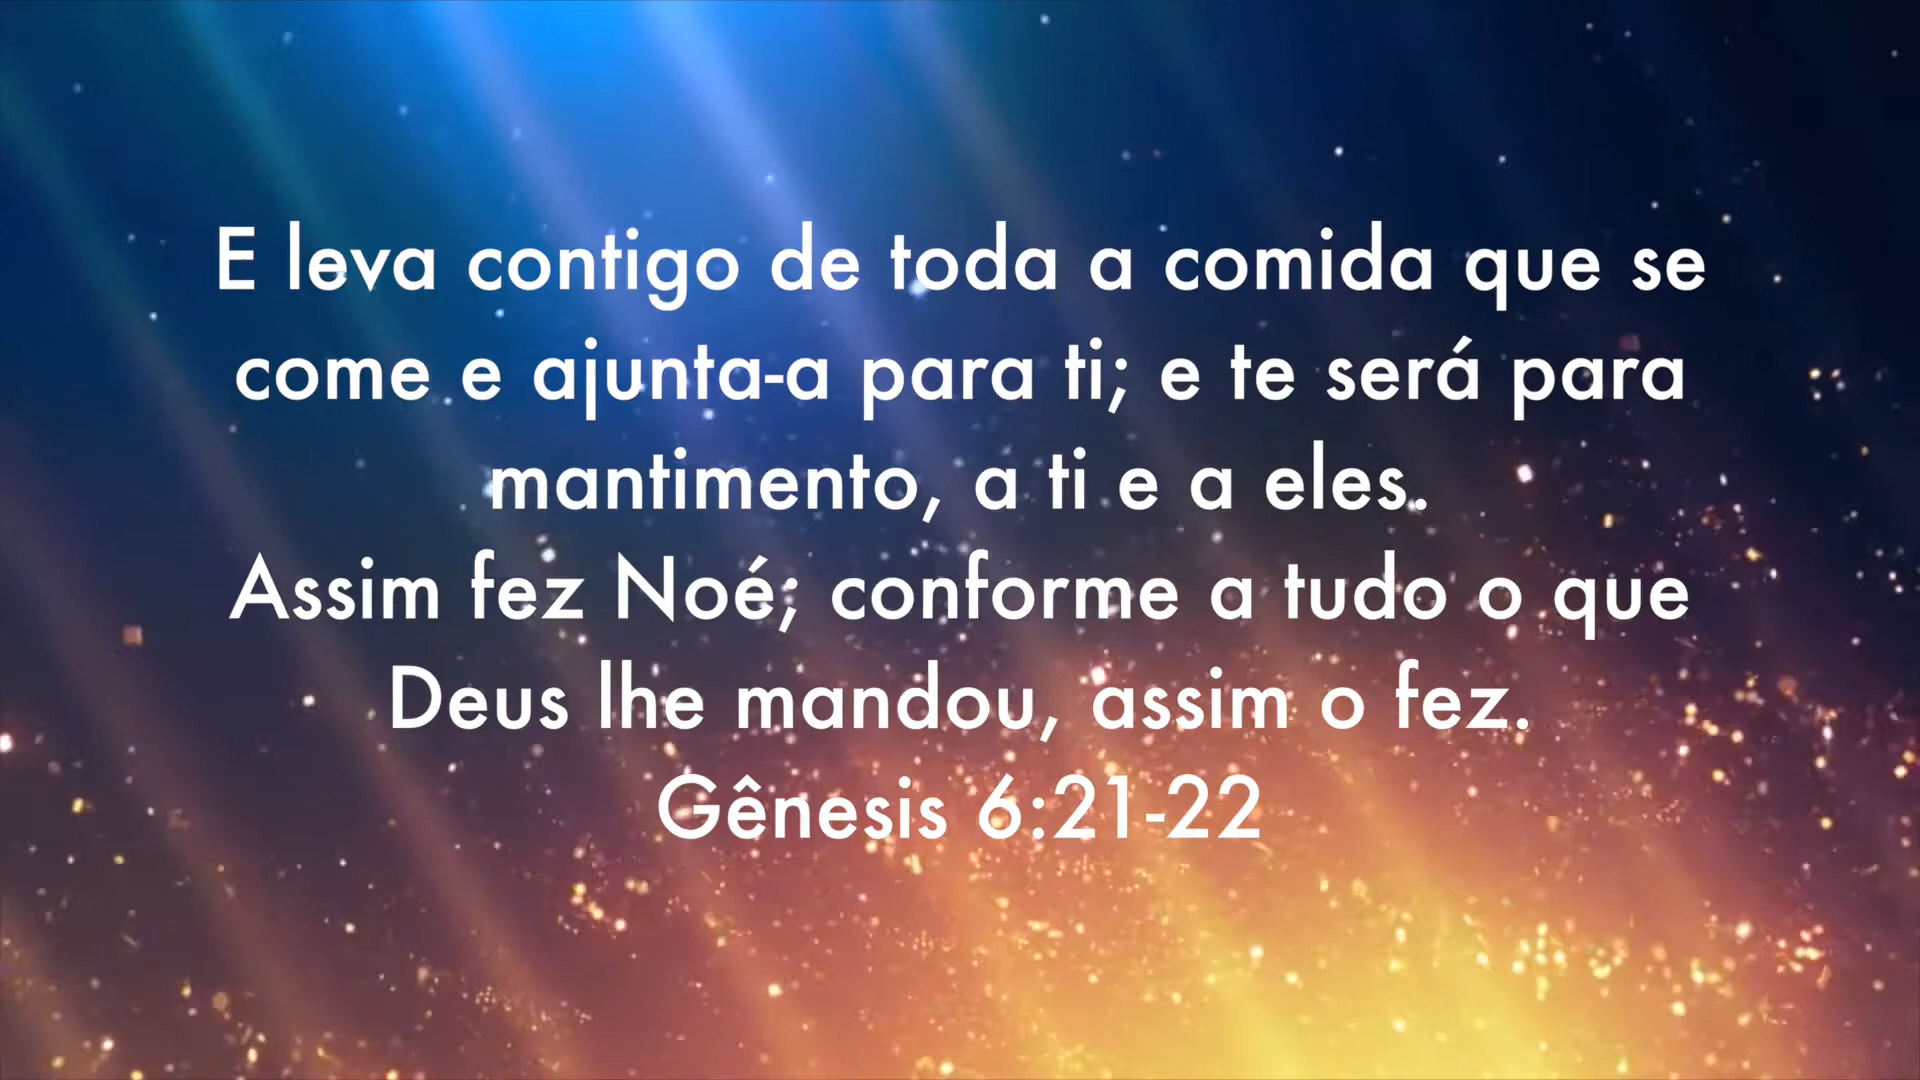 E leva contigo de toda a comida que se
come e ajunta-a para ti; e te será para
mantimento, a ti e a eles.
Assim fez Noé; conforme a tudo o que
Deus lhe mandou, assim o fez.
Gênesis 6:21-22